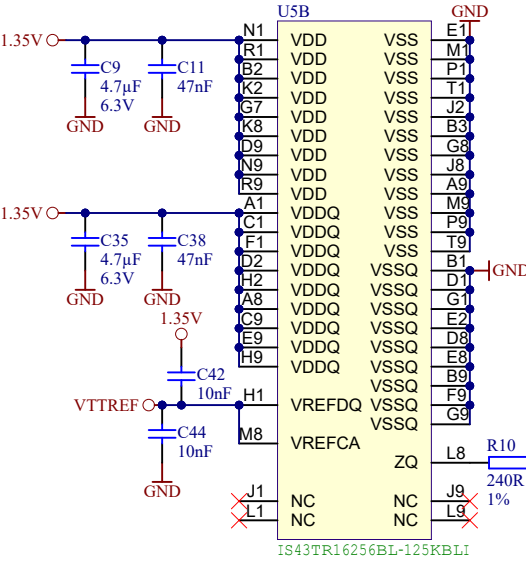 U5B
GND
1.35V
N1 VDD VSS E1
R1 VDD VSS M1
C9 C11 B2 VDD VSS P1
4.7µF 47nF K2 VDD VSS T1
6.3V G7 VDD VSS J2
GND GND K8 VDD VSS B3
D9 VDD VSS G8
N9 VDD VSS J8
R9 VDD VSS A9
1.35V A1 VDDQ VSS M9
C1 VDDQ VSS P9
C35 C38 F1 VDDQ VSS T9
4.7µF 47nF D2 VDDQ VSSQ B1 GND
6.3V H2 VDDQ VSSQ D1
GND GND A8 VDDQ VSSQ G1
1.35V C9 VDDQ VSSQ E2
E9 VDDQ VSSQ D8
H9 VDDQ VSSQ E8
C42 VSSQ B9
10nF
VTTREF H1 VREFDQ VSSQ F9
VSSQ G9
C44 M8 VREFCA
10nF ZQ L8 R10
GND 240R
1%
J1 NC NC J9
L1 NC NC L9
IS43TR16256BL-125KBLI